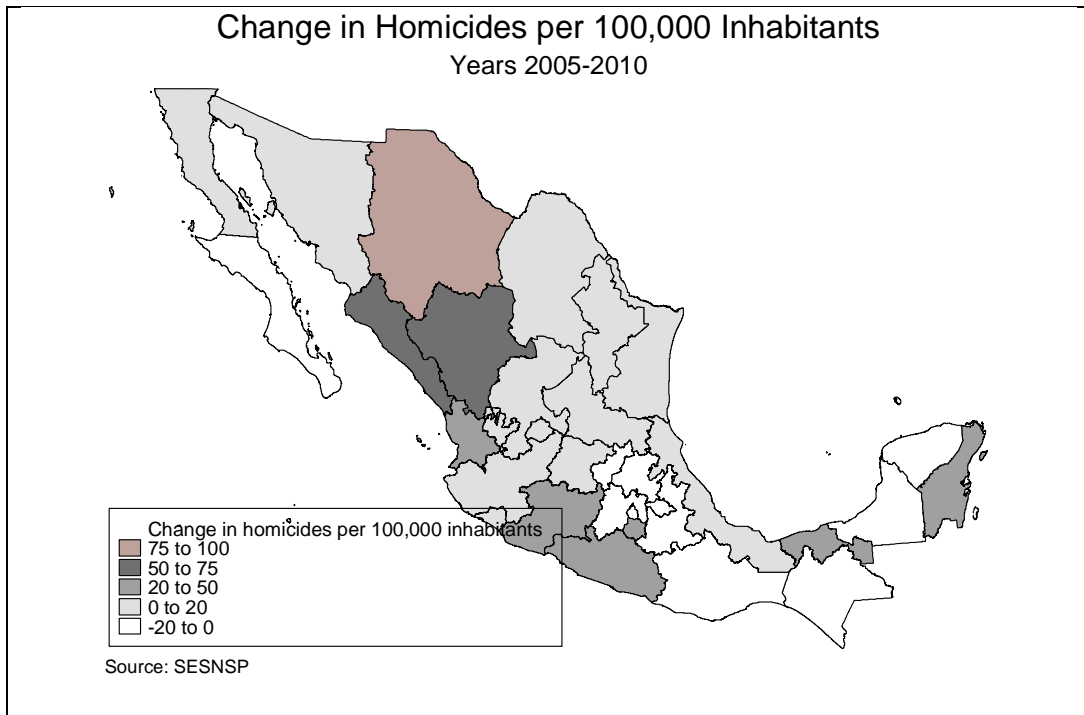 Change in Homicides per 100,000 Inhabitants
Years 2005-2010
Change in homicides per 100,000 inhabitants
75 to 100
50 to 75
20 to 50
0 to 20
-20 to 0
Source: SESNSP